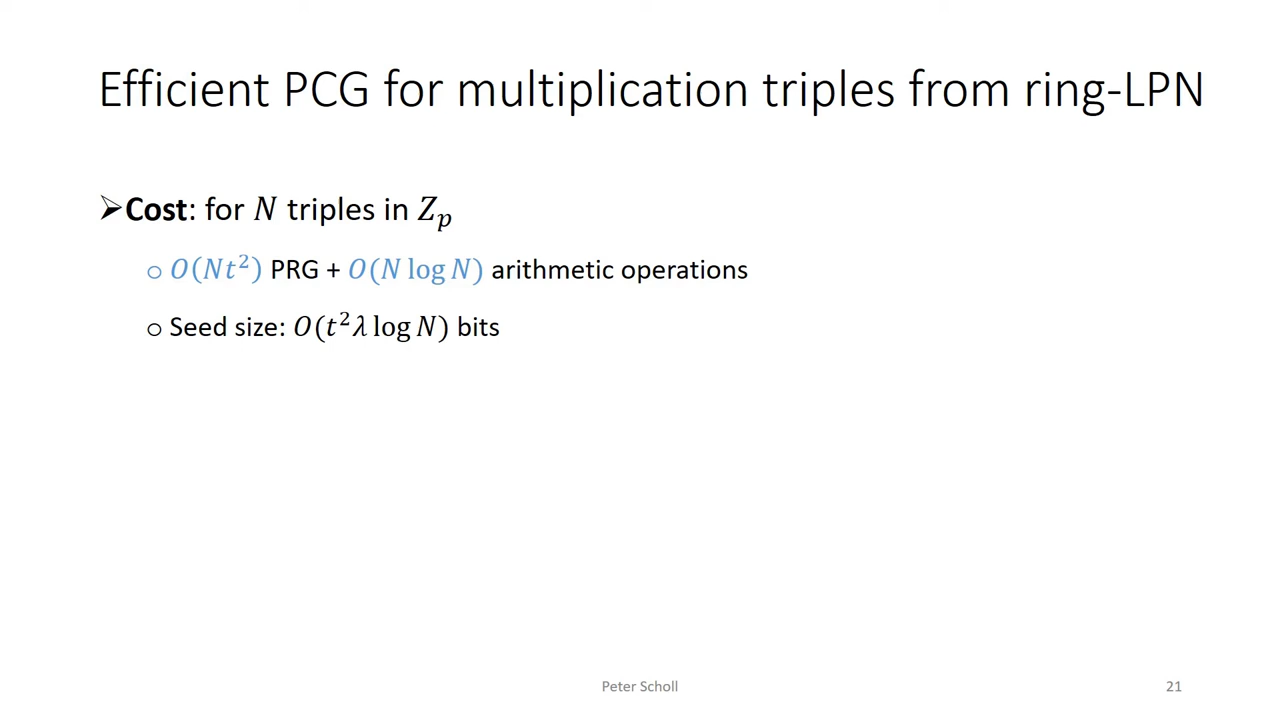 Efficient PCG for multiplication triples from ring-LPN
➢Cost: for 𝑁 triples in 𝑍ₚ
○ 𝑂(𝑁𝑡²) PRG + 𝑂(𝑁 log 𝑁) arithmetic operations
○ Seed size: 𝑂(𝑡²𝜆 log 𝑁) bits
Peter Scholl
21